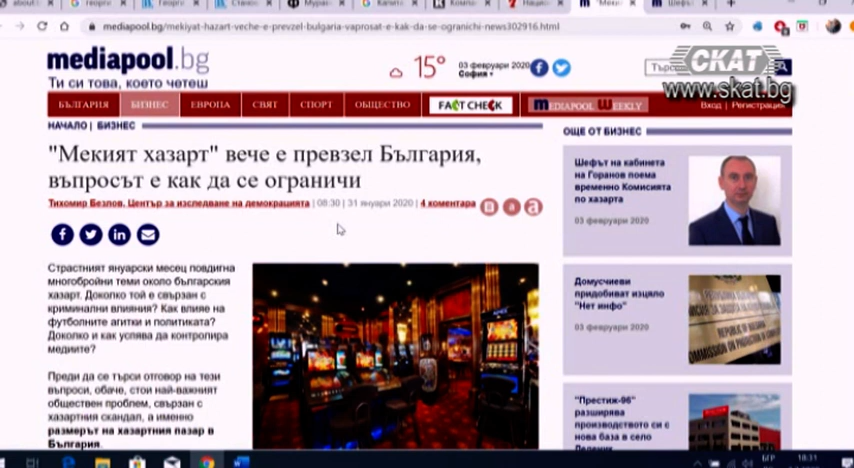 mediapool.bg/mekiyat-hazart-veche-e-prevzel-bulgaria-vaprosat-e-kak-da-se-ogranichi-news302916.html
mediapool.bg
Ти си това, което четеш
15°
03 февруари 2020
София
СКАТ
www.skat.bg
БЪЛГАРИЯ
БИЗНЕС
ЕВРОПА
СВЯТ
СПОРТ
ОБЩЕСТВО
FACT CHECK
MEDIAPOOL WEEKLY
Вход | Регистрация
НАЧАЛО | БИЗНЕС
"Мекият хазарт" вече е превзел България,
въпросът е как да се ограничи
Тихомир Безлов, Център за изследване на демокрацията | 08:30 | 31 януари 2020 | 4 коментара
Страстният януарски месец повдигна
многобройни теми около българския
хазарт. Доколко той е свързан с
криминални влияния? Как влияе на
футболните агитки и политиката?
Доколко и как успява да контролира
медиите?
Преди да се търси отговор на тези
въпроси, обаче, стои най-важният
обществен проблем, свързан с
хазартния скандал, а именно
размерът на хазартния пазар в
България.
ОЩЕ ОТ БИЗНЕС
Шефът на кабинета
на Горанов поема
временно Комисията
по хазарта
03 февруари 2020
Домусчиеви
придобиват изцяло
"Нет инфо"
03 февруари 2020
"Престиж-96"
разширява
производството си с
нова база в село
БГР
18:31